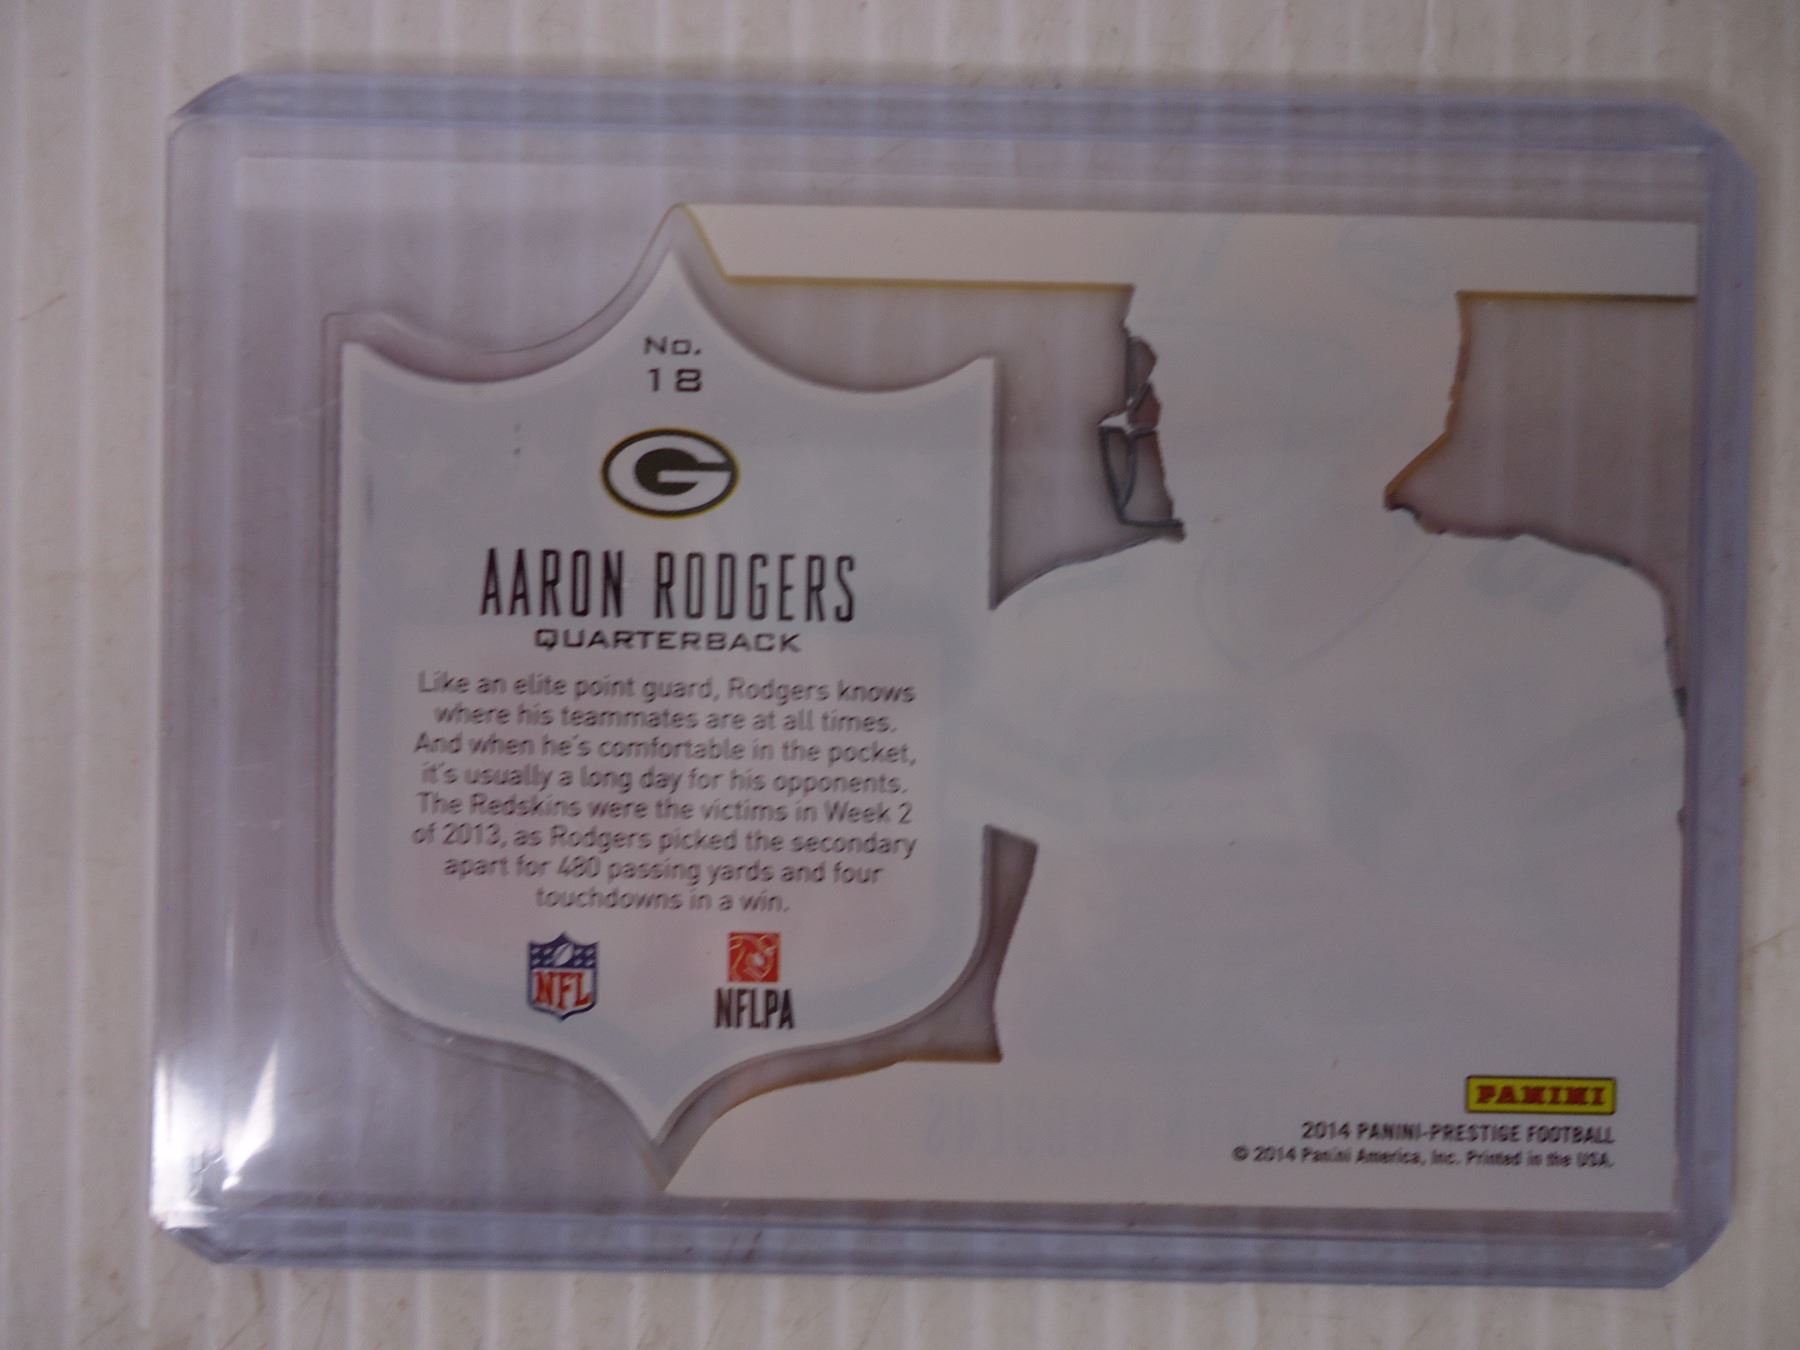 No.
18
G
AARON RODGERS
QUARTERBACK
Like an elite point guard, Rodgers knows
where his teammates are at all times.
And when he's comfortable in the pocket,
it's usually a long day for his opponents.
The Redskins were the victims in Week 2
of 2013, as Rodgers picked the secondary
apart for 480 passing yards and four
touchdowns in a win.
NFL
NFLPA
PANINI
2014 PANINI-PRESTIGE FOOTBALL
© 2014 Panini America, Inc. Printed in the USA.